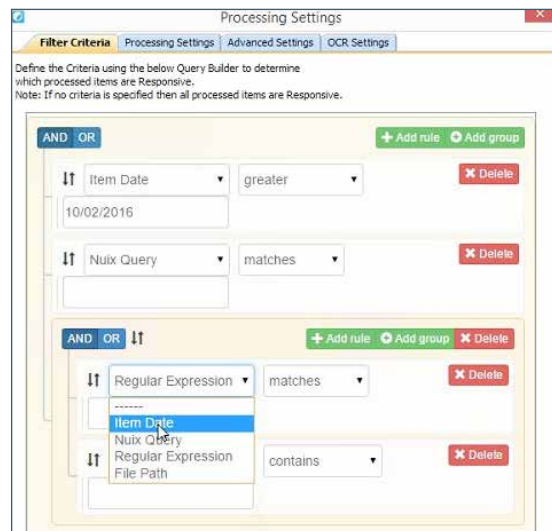 Processing Settings
Filter Criteria Processing Settings Advanced Settings OCR Settings
Define the Criteria using the below Query Builder to determine
which processed items are Responsive.
Note: If no criteria is specified then all processed items are Responsive.
AND OR Add rule Add group
Item Date greater Delete
10/02/2016
Nuix Query matches Delete
AND OR Add rule Add group Delete
Regular Expression matches Delete
------
Item Date
Nuix Query
Regular Expression contains Delete
File Path